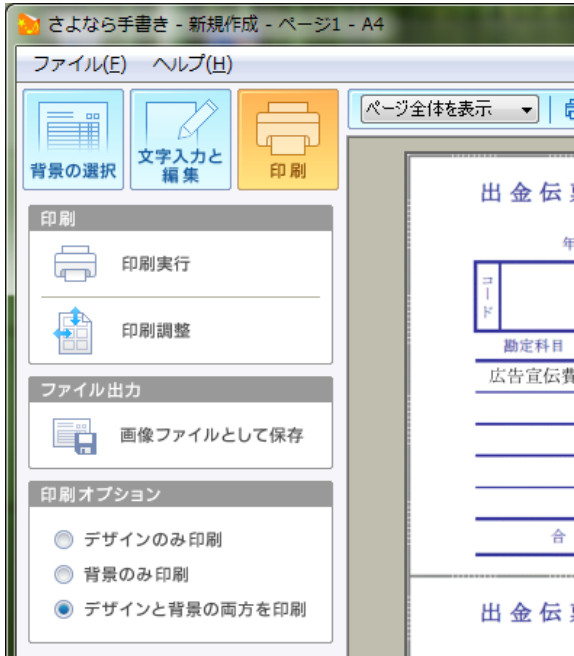 さよなら手書き - 新規作成 - ページ1 - A4
ファイル(F) ヘルプ(H)
背景の選択
文字入力と
編集
印刷
ページ全体を表示
印刷
印刷実行
印刷調整
ファイル出力
画像ファイルとして保存
印刷オプション
デザインのみ印刷
背景のみ印刷
デザインと背景の両方を印刷
出金伝
年
コード
勘定科目
広告宣伝費
合
出金伝